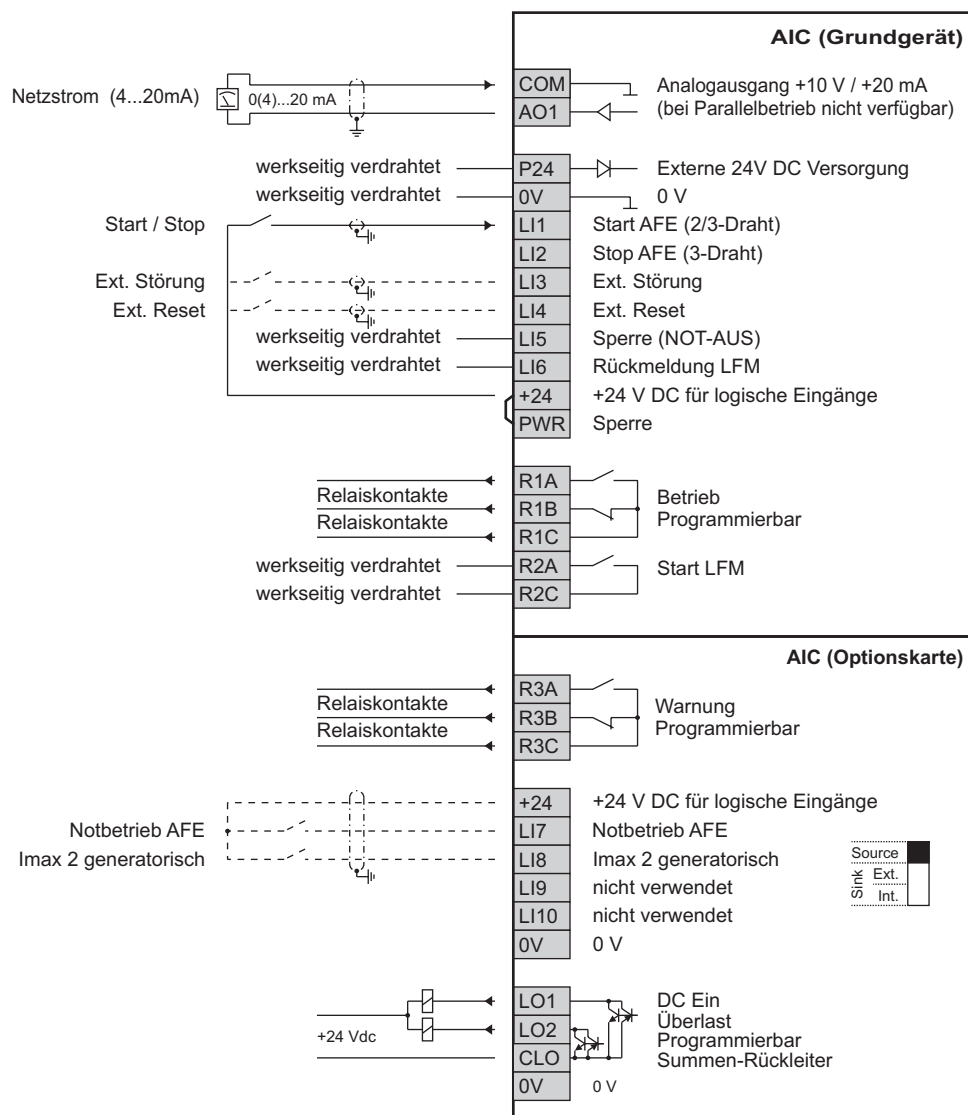 AIC (Grundgerät)
Netzstrom (4...20mA) 0(4)...20 mA COM Analogausgang +10 V / +20 mA
AO1 (bei Parallelbetrieb nicht verfügbar)
werkseitig verdrahtet P24 Externe 24V DC Versorgung
werkseitig verdrahtet 0V 0 V
Start / Stop LI1 Start AFE (2/3-Draht)
LI2 Stop AFE (3-Draht)
Ext. Störung LI3 Ext. Störung
Ext. Reset LI4 Ext. Reset
werkseitig verdrahtet LI5 Sperre (NOT-AUS)
werkseitig verdrahtet LI6 Rückmeldung LFM
+24 +24 V DC für logische Eingänge
PWR Sperre
R1A
Relaiskontakte R1B Betrieb
Relaiskontakte R1C Programmierbar
werkseitig verdrahtet R2A Start LFM
werkseitig verdrahtet R2C
AIC (Optionskarte)
R3A
Relaiskontakte R3B Warnung
Relaiskontakte R3C Programmierbar
+24 +24 V DC für logische Eingänge
Notbetrieb AFE LI7 Notbetrieb AFE
Imax 2 generatorisch LI8 Imax 2 generatorisch
LI9 nicht verwendet
LI10 nicht verwendet
0V 0 V
Source
Sink Ext.
Int.
LO1 DC Ein
Überlast
+24 Vdc LO2 Programmierbar
CLO Summen-Rückleiter
0V 0 V